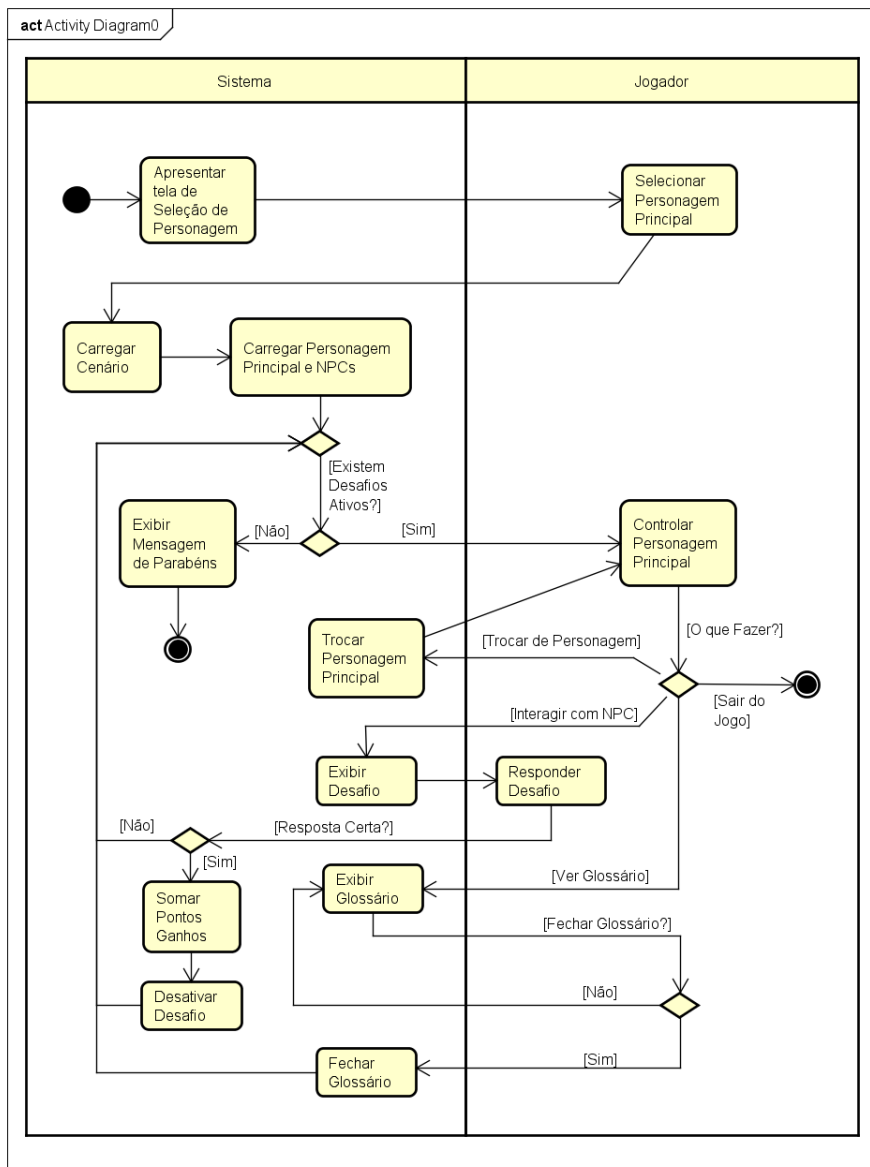 act Activity Diagram0
Sistema
Jogador
Apresentar
tela de
Seleção de
Personagem
Selecionar
Personagem
Principal
Carregar
Cenário
Carregar Personagem
Principal e NPCs
[Existem
Desafios
Ativos?]
Exibir
Mensagem
de Parabéns
[Não]
[Sim]
Controlar
Personagem
Principal
[O que Fazer?]
Trocar
Personagem
Principal
[Trocar de Personagem]
[Sair do
Jogo]
[Interagir com NPC]
Exibir
Desafio
Responder
Desafio
[Não]
[Resposta Certa?]
[Sim]
Exibir
Glossário
[Ver Glossário]
Somar
Pontos
Ganhos
[Fechar Glossário?]
Desativar
Desafio
[Não]
Fechar
Glossário
[Sim]